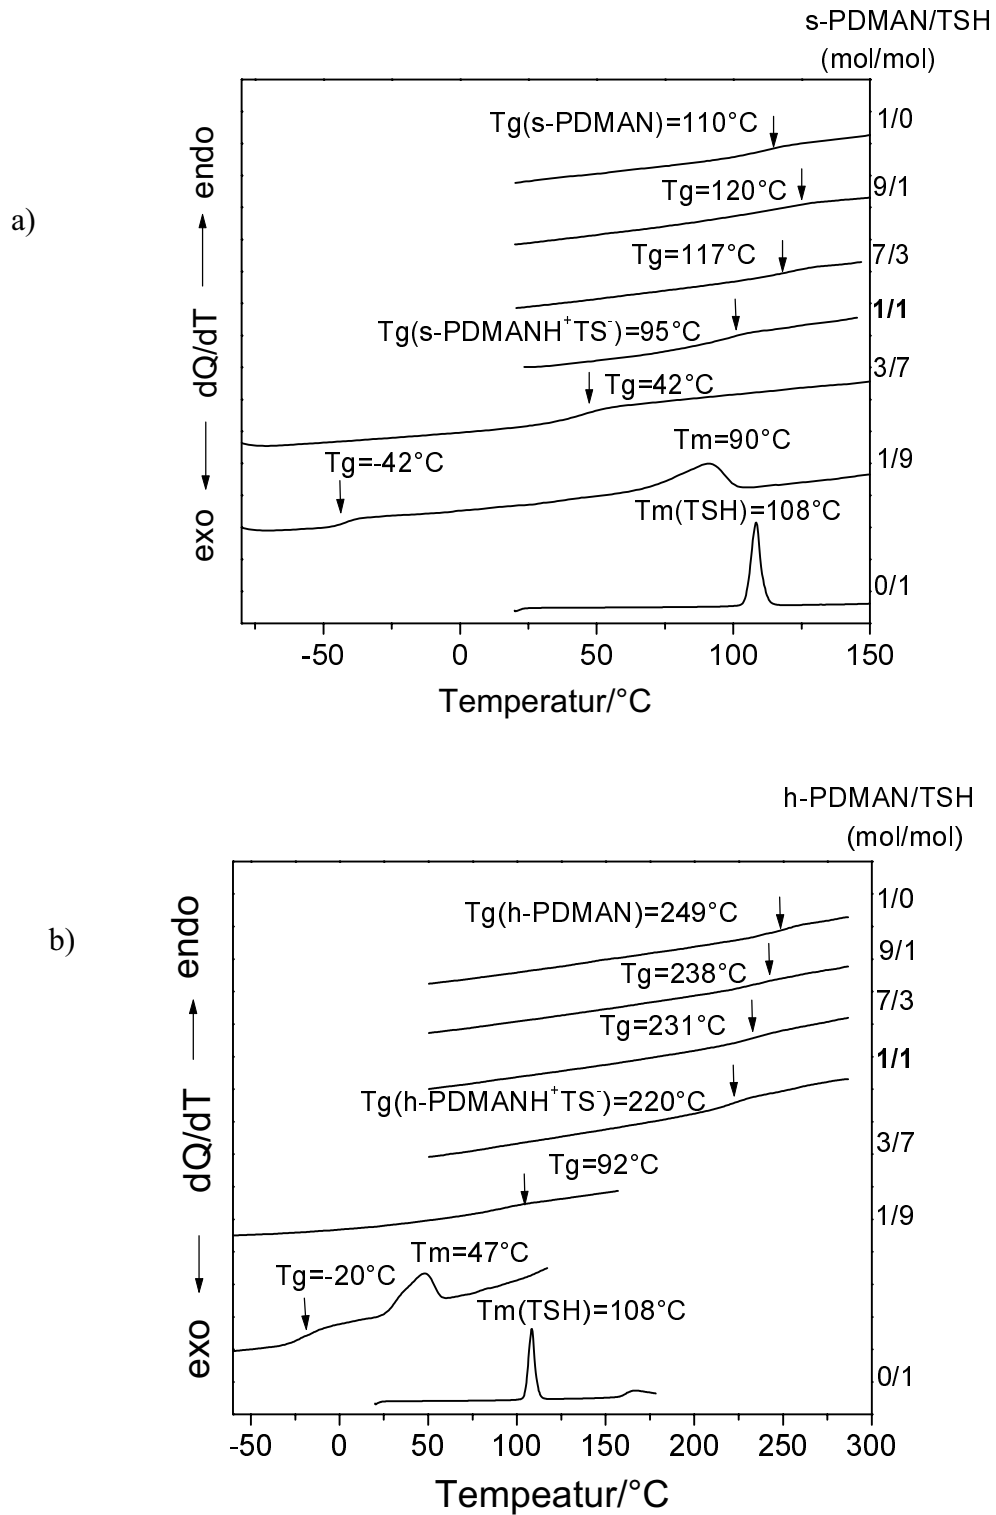 s-PDMAN/TSH
(mol/mol)
a)
exo
dQ/dT
endo
Tg(s-PDMAN)=110°C
1/0
Tg=120°C
9/1
Tg=117°C
7/3
Tg(s-PDMANH⁺TS⁻)=95°C
1/1
Tg=42°C
3/7
Tm=90°C
Tg=-42°C
1/9
Tm(TSH)=108°C
0/1
-50 0 50 100 150
Temperatur/°C
h-PDMAN/TSH
(mol/mol)
b)
exo
dQ/dT
endo
Tg(h-PDMAN)=249°C
1/0
9/1
Tg=238°C
7/3
Tg=231°C
1/1
Tg(h-PDMANH⁺TS⁻)=220°C
3/7
Tg=92°C
1/9
Tm=47°C
Tg=-20°C
Tm(TSH)=108°C
0/1
-50 0 50 100 150 200 250 300
Tempeatur/°C